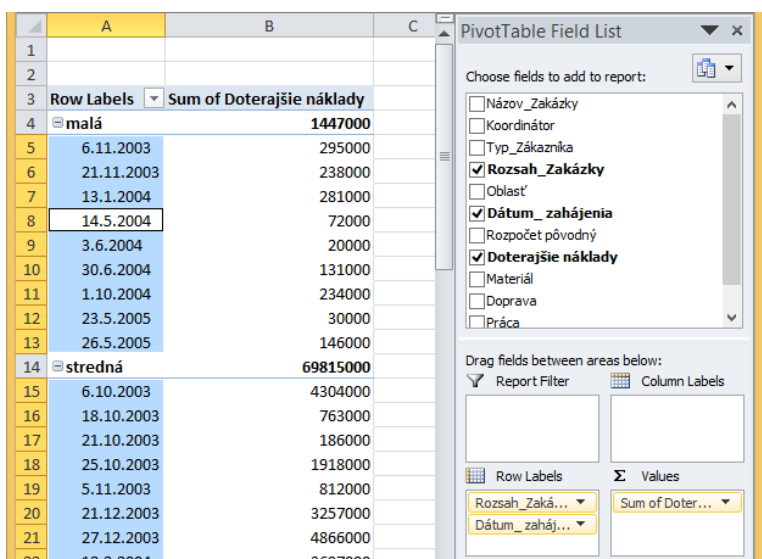 A B C
1
2
3 Row Labels Sum of Doterajšie náklady
4 malá 1447000
5 6.11.2003 295000
6 21.11.2003 238000
7 13.1.2004 281000
8 14.5.2004 72000
9 3.6.2004 20000
10 30.6.2004 131000
11 1.10.2004 234000
12 23.5.2005 30000
13 26.5.2005 146000
14 stredná 69815000
15 6.10.2003 4304000
16 18.10.2003 763000
17 21.10.2003 186000
18 25.10.2003 1918000
19 5.11.2003 812000
20 21.12.2003 3257000
21 27.12.2003 4866000
PivotTable Field List
Choose fields to add to report:
Názov_Zakázky
Koordinátor
Typ_Zákazníka
Rozsah_Zakázky
Oblasť
Dátum_ zahájenia
Rozpočet pôvodný
Doterajšie náklady
Materiál
Doprava
Práca
Drag fields between areas below:
Report Filter Column Labels
Row Labels Σ Values
Rozsah_Zaká... Sum of Doter...
Dátum_ zaháj...